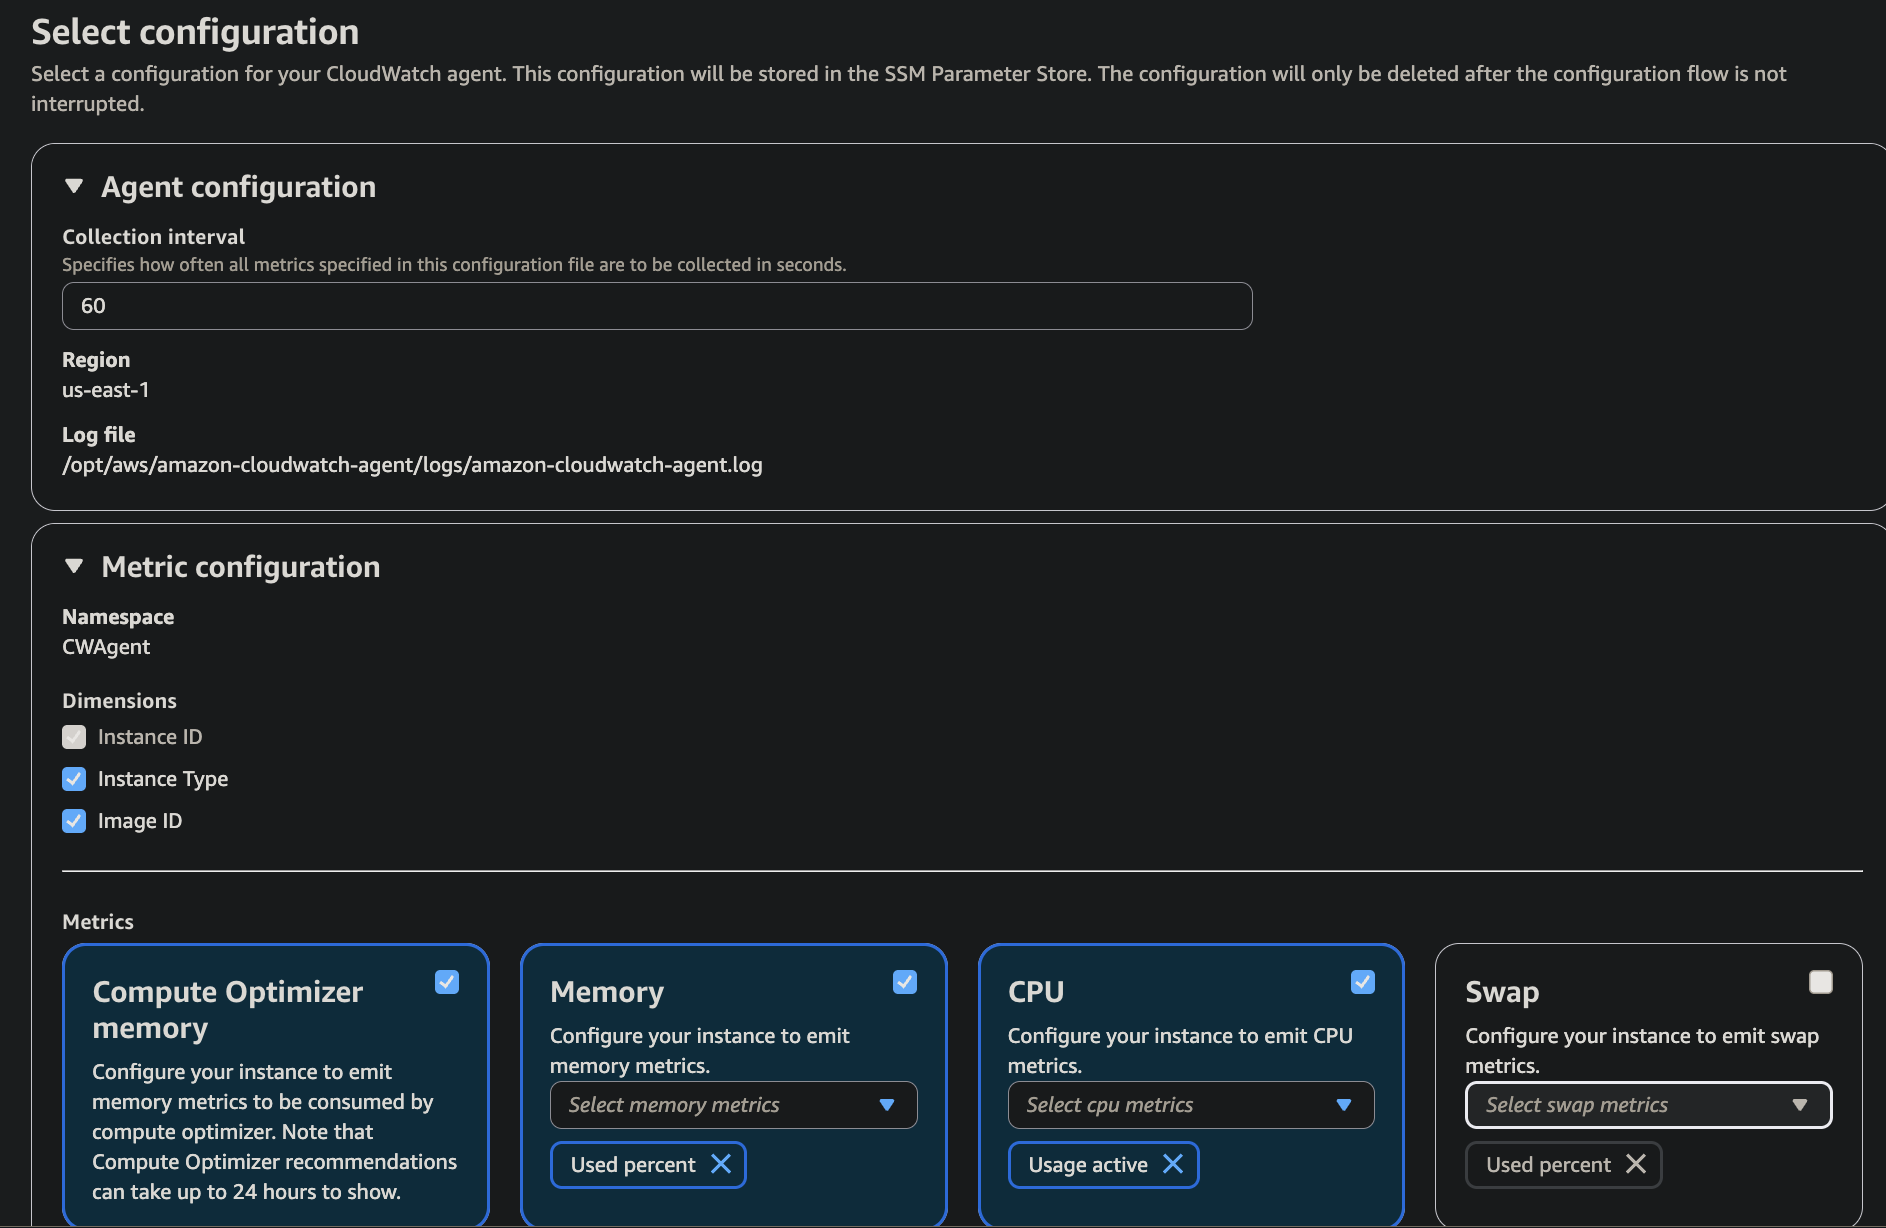 Select configuration
Select a configuration for your CloudWatch agent. This configuration will be stored in the SSM Parameter Store. The configuration will only be deleted after the configuration flow is not
interrupted.
Agent configuration
Collection interval
Specifies how often all metrics specified in this configuration file are to be collected in seconds.
60
Region
us-east-1
Log file
/opt/aws/amazon-cloudwatch-agent/logs/amazon-cloudwatch-agent.log
Metric configuration
Namespace
CWAgent
Dimensions
Instance ID
Instance Type
Image ID
Metrics
Compute Optimizer
memory
Configure your instance to emit
memory metrics to be consumed by
compute optimizer. Note that
Compute Optimizer recommendations
can take up to 24 hours to show.
Memory
Configure your instance to emit
memory metrics.
Select memory metrics
Used percent
CPU
Configure your instance to emit CPU
metrics.
Select cpu metrics
Usage active
Swap
Configure your instance to emit swap
metrics.
Select swap metrics
Used percent